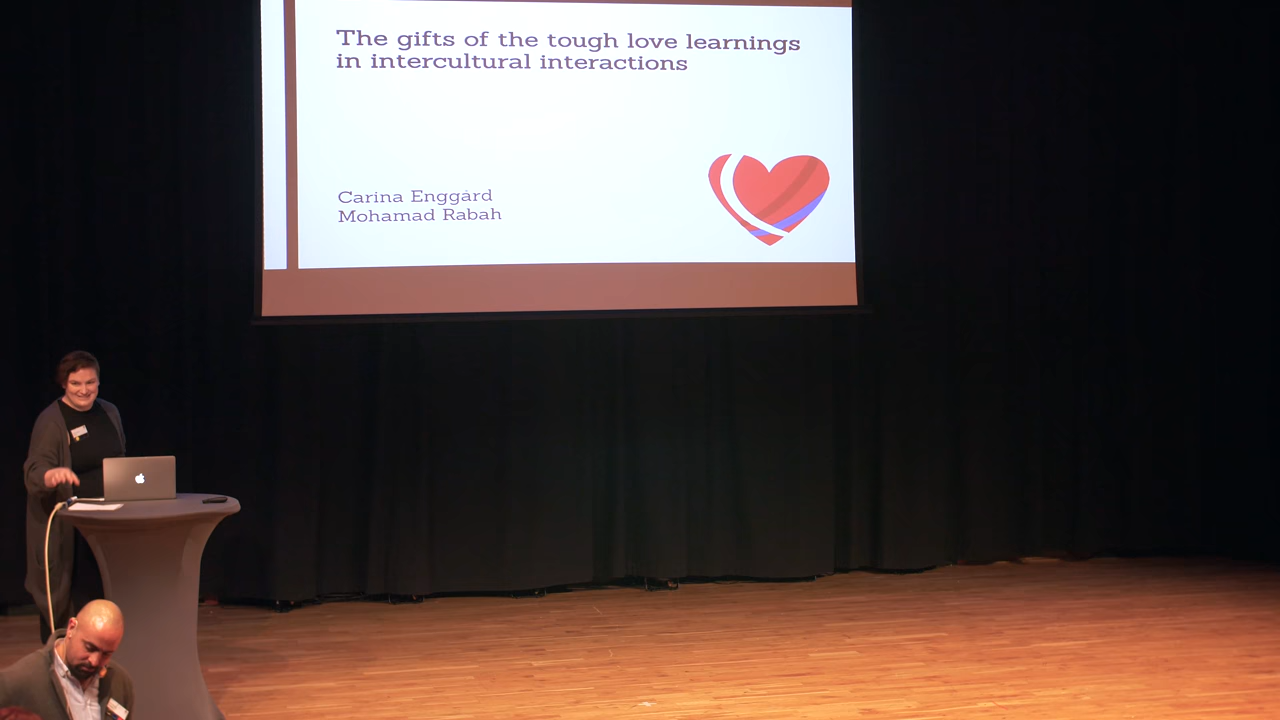 The gifts of the tough love learnings
in intercultural interactions
Carina Enggård
Mohamad Rabah